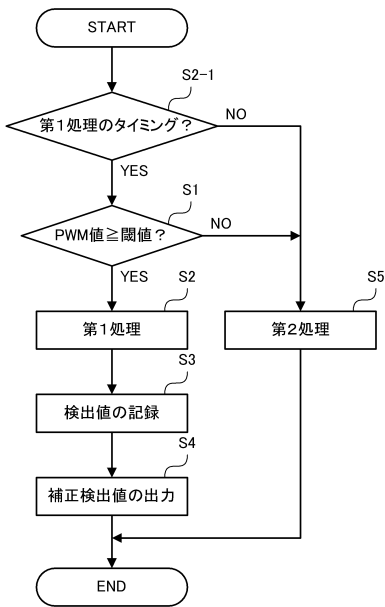 START
S2-1
第1処理のタイミング？
NO
YES
S1
PWM値≧閾値？
NO
YES
S2
第1処理
S5
第2処理
S3
検出値の記録
S4
補正検出値の出力
END